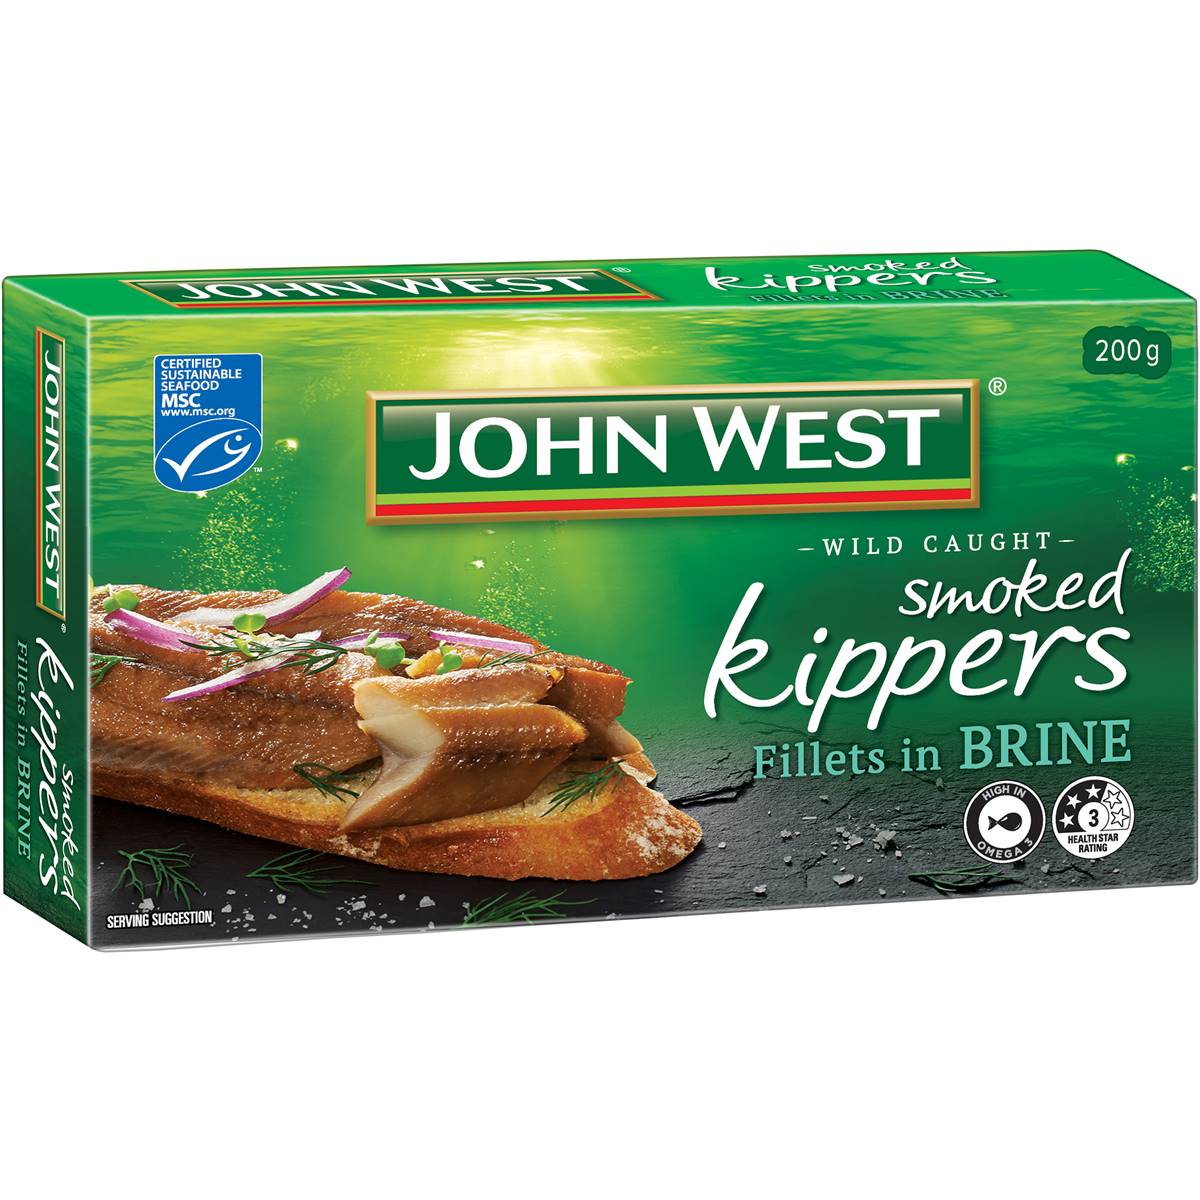 JOHN WEST ®
smoked
kippers
Fillets in BRINE
200g
CERTIFIED
SUSTAINABLE
SEAFOOD
MSC
www.msc.org
TM
JOHN WEST ®
–WILD CAUGHT–
smoked
kippers
Fillets in BRINE
HIGH IN
OMEGA 3
3
HEALTH STAR
RATING
SERVING SUGGESTION
JOHN WEST ®
smoked
kippers
Fillets in BRINE